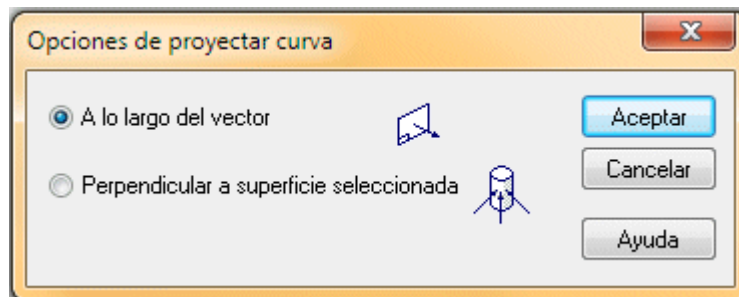 Opciones de proyectar curva
A lo largo del vector
Aceptar
Perpendicular a superficie seleccionada
Cancelar
Ayuda